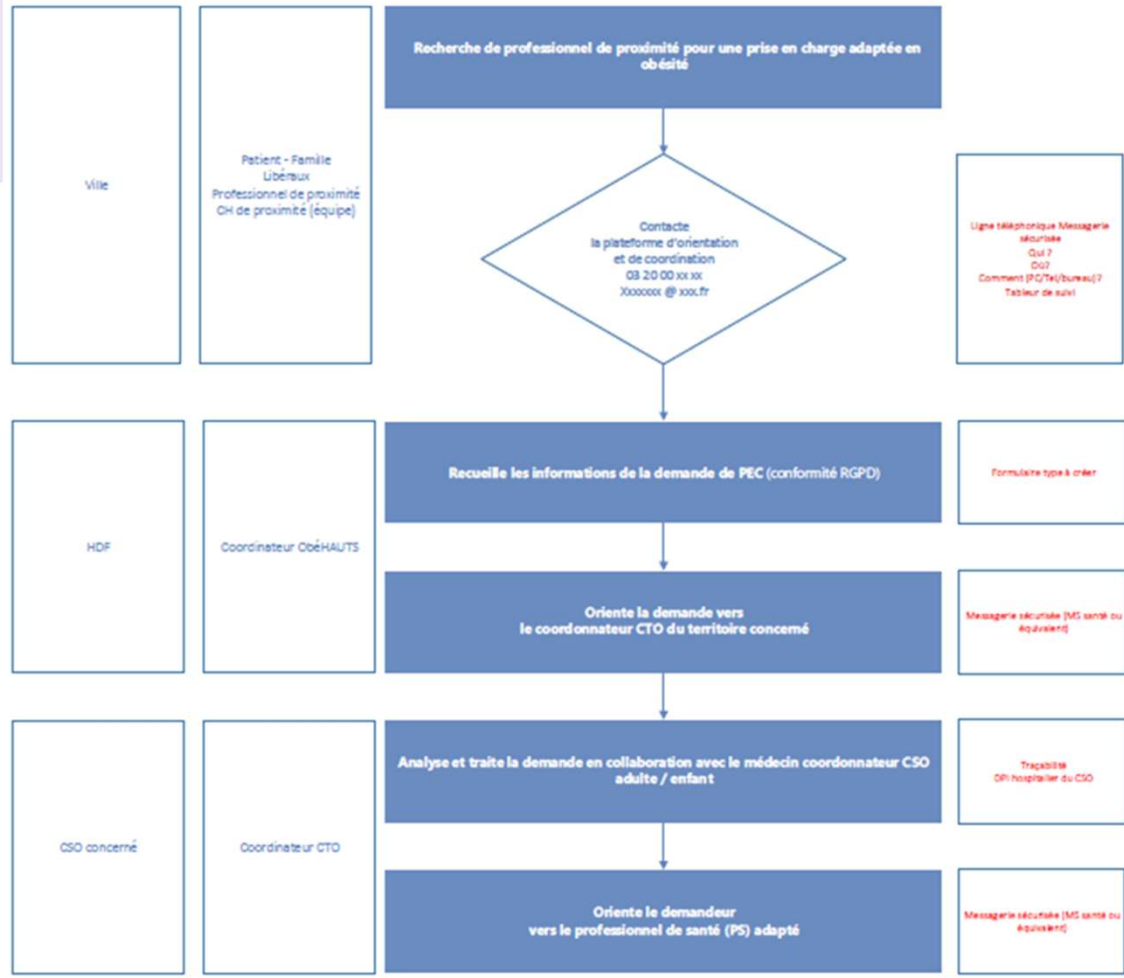 Recherche de professionnel de proximité pour une prise en charge adaptée en
obésité
Ville
Patient - Famille
Libéraux
Professionnel de proximité
CH de proximité (équipe)
Contacte
la plateforme d'orientation
et de coordination
03 20 00 xx xx
Xxxxxxx @ xxx.fr
Ligne téléphonique Messagerie
sécurisée
Qui ?
Où?
Comment (PC/Tel/bureau)?
Tableur de suivi
HDF
Coordinateur ObéHAUTS
Recueille les informations de la demande de PEC (conformité RGPD)
Formulaire type à créer
Oriente la demande vers
le coordonnateur CTO du territoire concerné
Messagerie sécurisée (MS santé ou
équivalent)
CSO concerné
Coordinateur CTO
Analyse et traite la demande en collaboration avec le médecin coordonnateur CSO
adulte / enfant
Traçabilité
DPI hospitalier du CSO
Oriente le demandeur
vers le professionnel de santé (PS) adapté
Messagerie sécurisée (MS santé ou
équivalent)